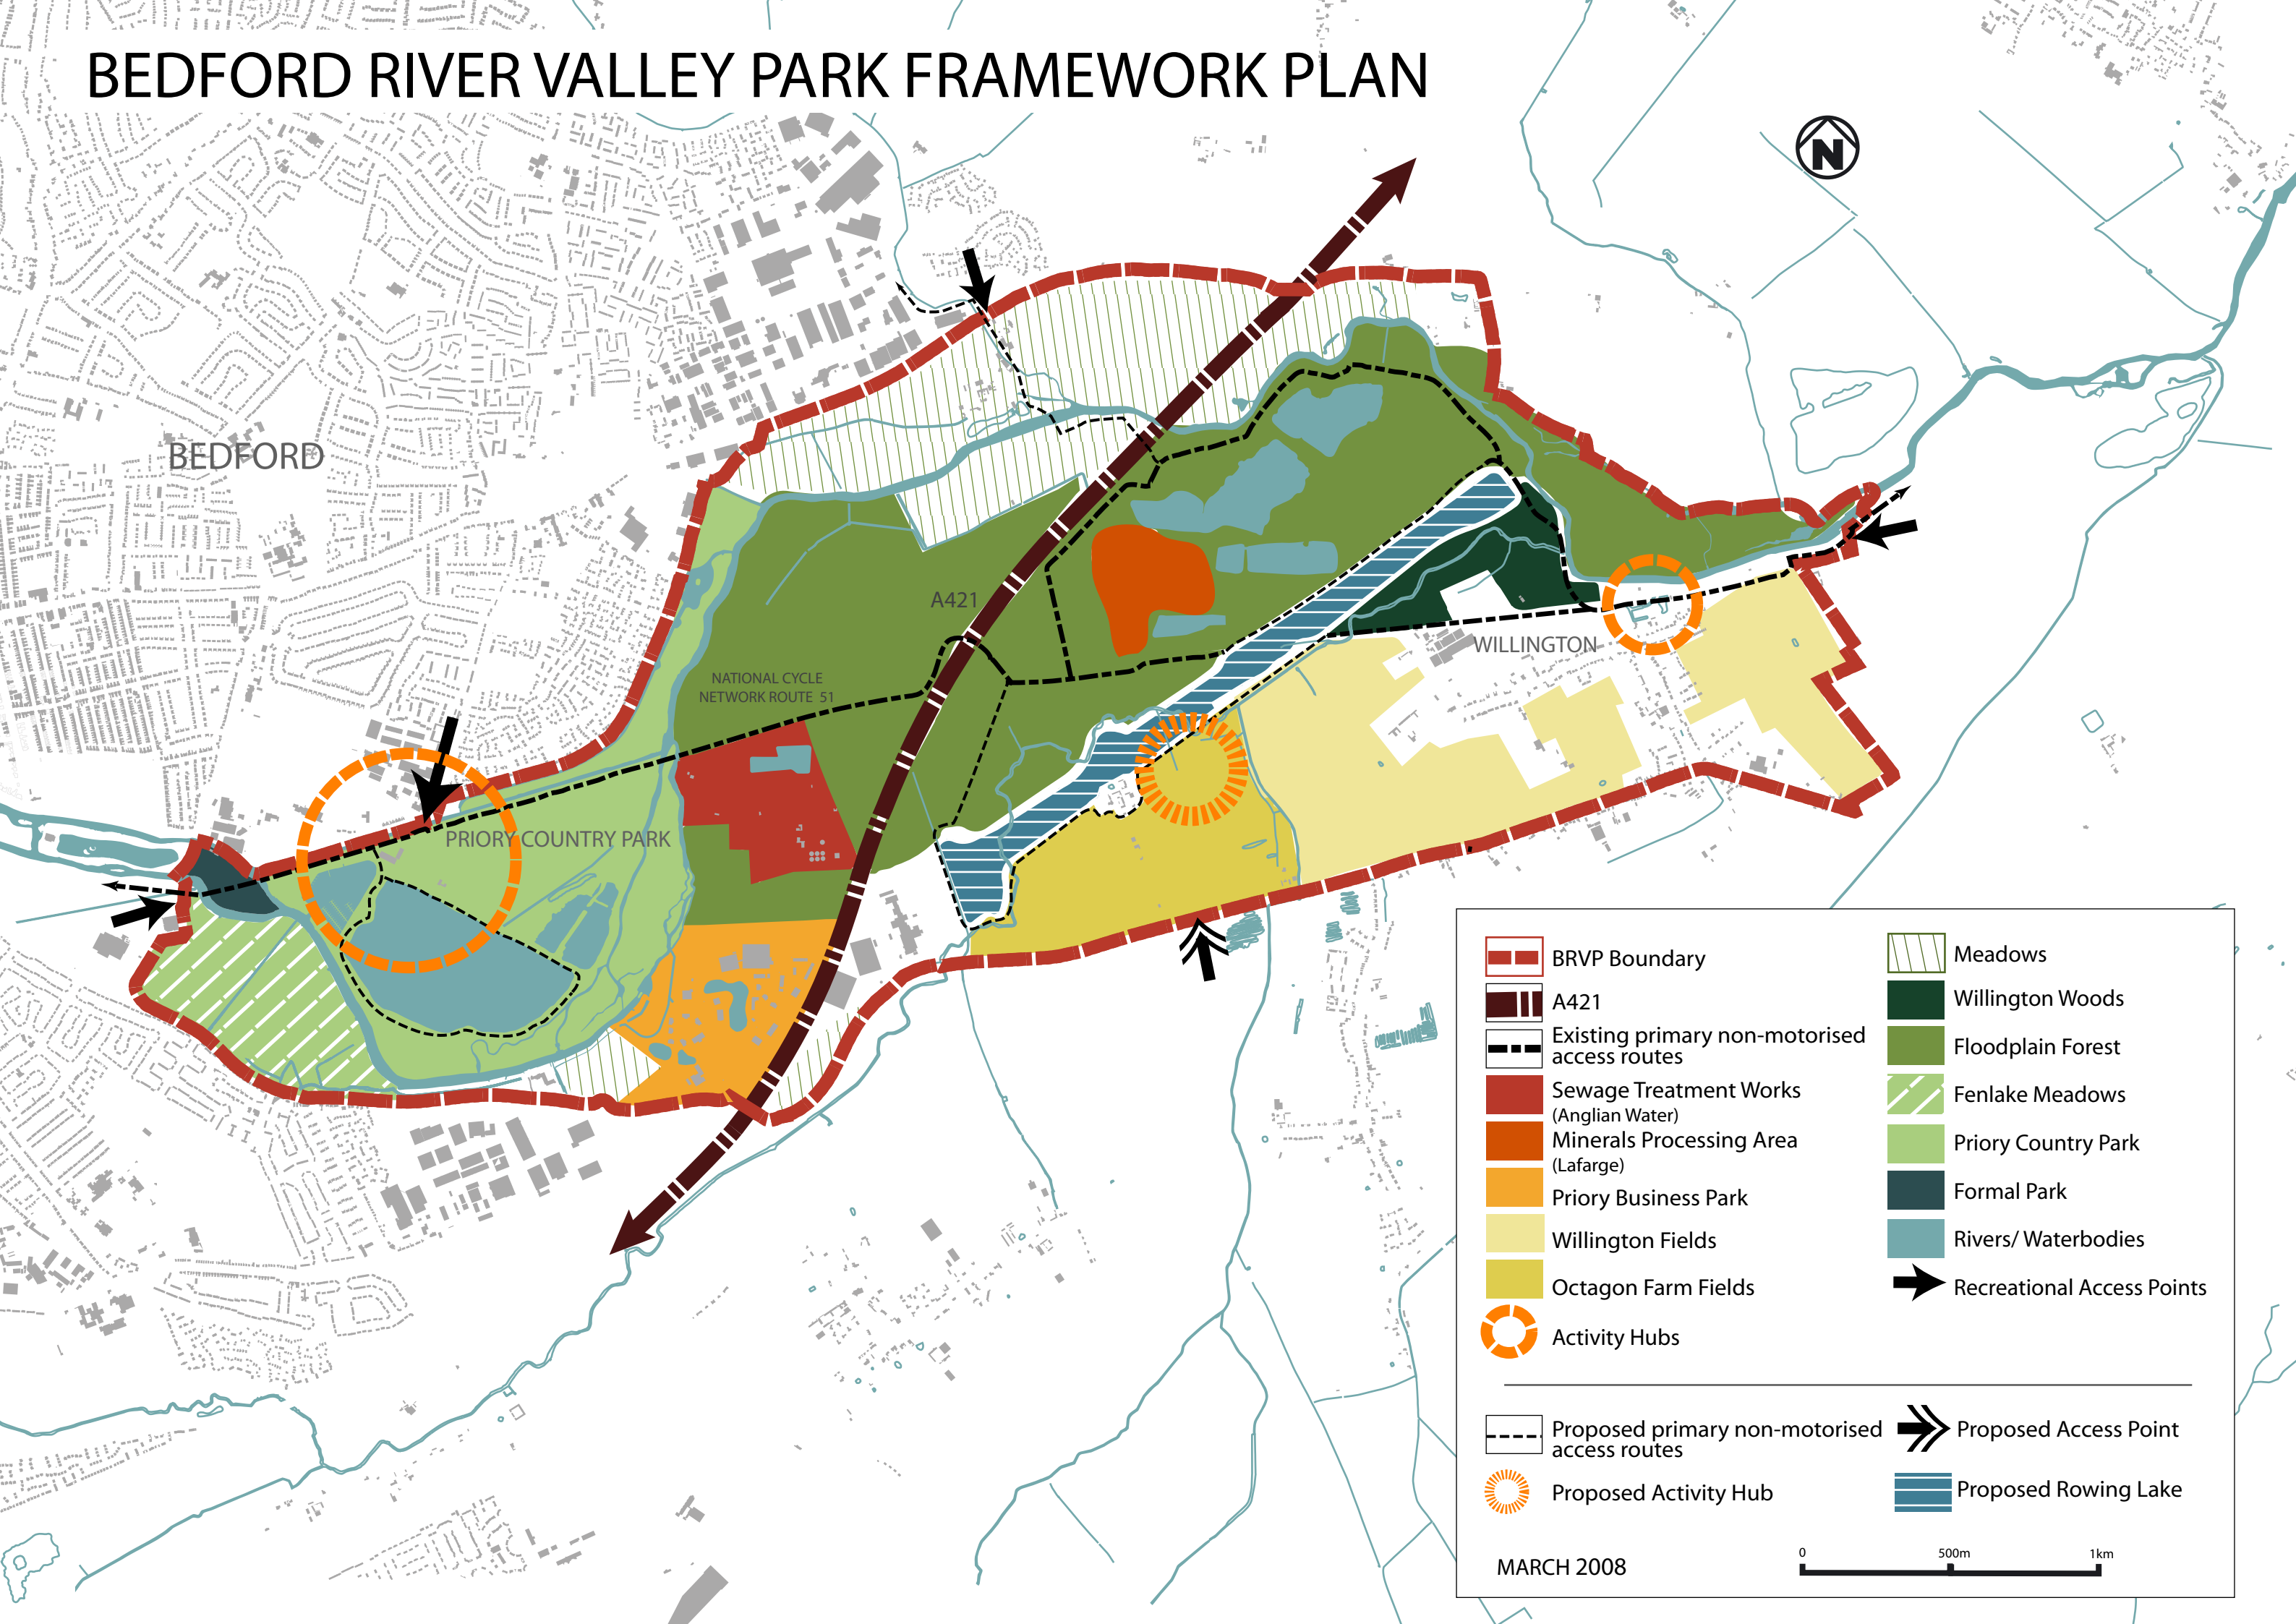 BEDFORD RIVER VALLEY PARK FRAMEWORK PLAN
N
BEDFORD
A421
WILLINGTON
NATIONAL CYCLE
NETWORK ROUTE 51
PRIORY COUNTRY PARK
BRVP Boundary
A421
Existing primary non-motorised
access routes
Sewage Treatment Works
(Anglian Water)
Minerals Processing Area
(Lafarge)
Priory Business Park
Willington Fields
Octagon Farm Fields
Activity Hubs
Meadows
Willington Woods
Floodplain Forest
Fenlake Meadows
Priory Country Park
Formal Park
Rivers/ Waterbodies
Recreational Access Points
Proposed primary non-motorised
access routes
Proposed Activity Hub
Proposed Access Point
Proposed Rowing Lake
MARCH 2008
0 500m 1km